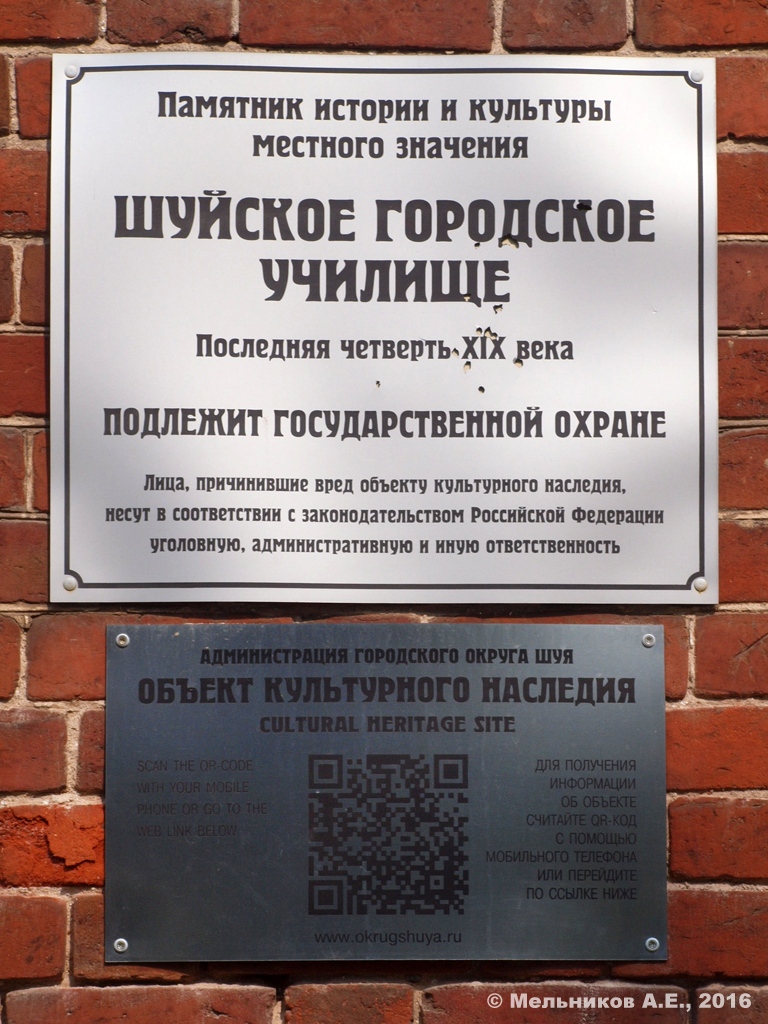 Памятник истории и культуры
местного значения
ШУЙСКОЕ ГОРОДСКОЕ
УЧИЛИЩЕ
Последняя четверть XIX века
ПОДЛЕЖИТ ГОСУДАРСТВЕННОЙ ОХРАНЕ
Лица, причинившие вред объекту культурного наследия,
несут в соответствии с законодательством Российской Федерации
уголовную, административную и иную ответственность
АДМИНИСТРАЦИЯ ГОРОДСКОГО ОКРУГА ШУЯ
ОБЪЕКТ КУЛЬТУРНОГО НАСЛЕДИЯ
CULTURAL HERITAGE SITE
SCAN THE QR-CODE
WITH YOUR MOBILE
PHONE OR GO TO THE
WEB LINK BELOW
ДЛЯ ПОЛУЧЕНИЯ
ИНФОРМАЦИИ
ОБ ОБЪЕКТЕ
СЧИТАЙТЕ QR-КОД
С ПОМОЩЬЮ
МОБИЛЬНОГО ТЕЛЕФОНА
ИЛИ ПЕРЕЙДИТЕ
ПО ССЫЛКЕ НИЖЕ
www.okrugshuya.ru
© Мельников А.Е., 2016